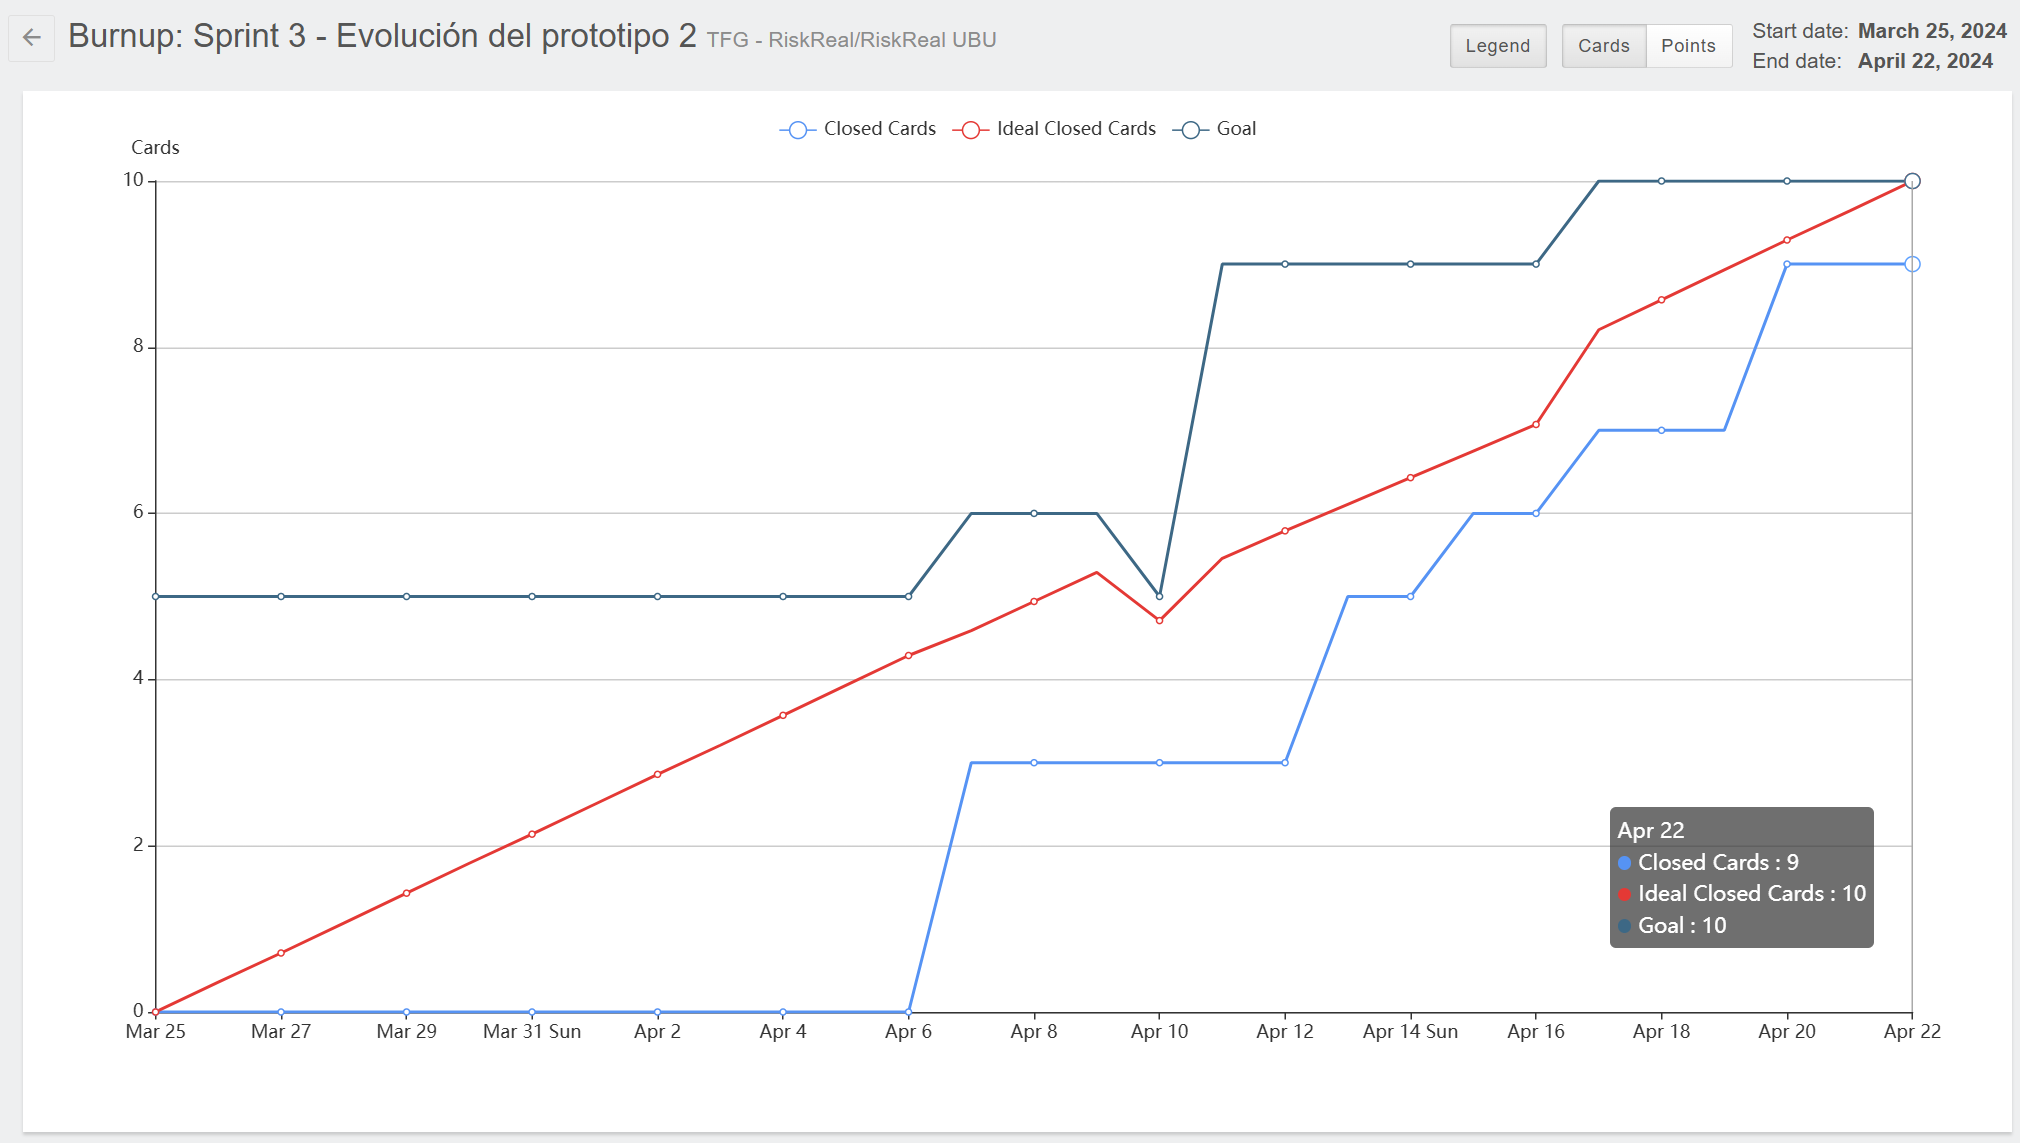 Burnup: Sprint 3 - Evolución del prototipo 2 TFG - RiskReal/RiskReal UBU
Legend
Cards Points
Start date: March 25, 2024
End date: April 22, 2024
Closed Cards Ideal Closed Cards Goal
Cards
10
8
6
4
2
0
Mar 25 Mar 27 Mar 29 Mar 31 Sun Apr 2 Apr 4 Apr 6 Apr 8 Apr 10 Apr 12 Apr 14 Sun Apr 16 Apr 18 Apr 20 Apr 22
Apr 22
Closed Cards : 9
Ideal Closed Cards : 10
Goal : 10